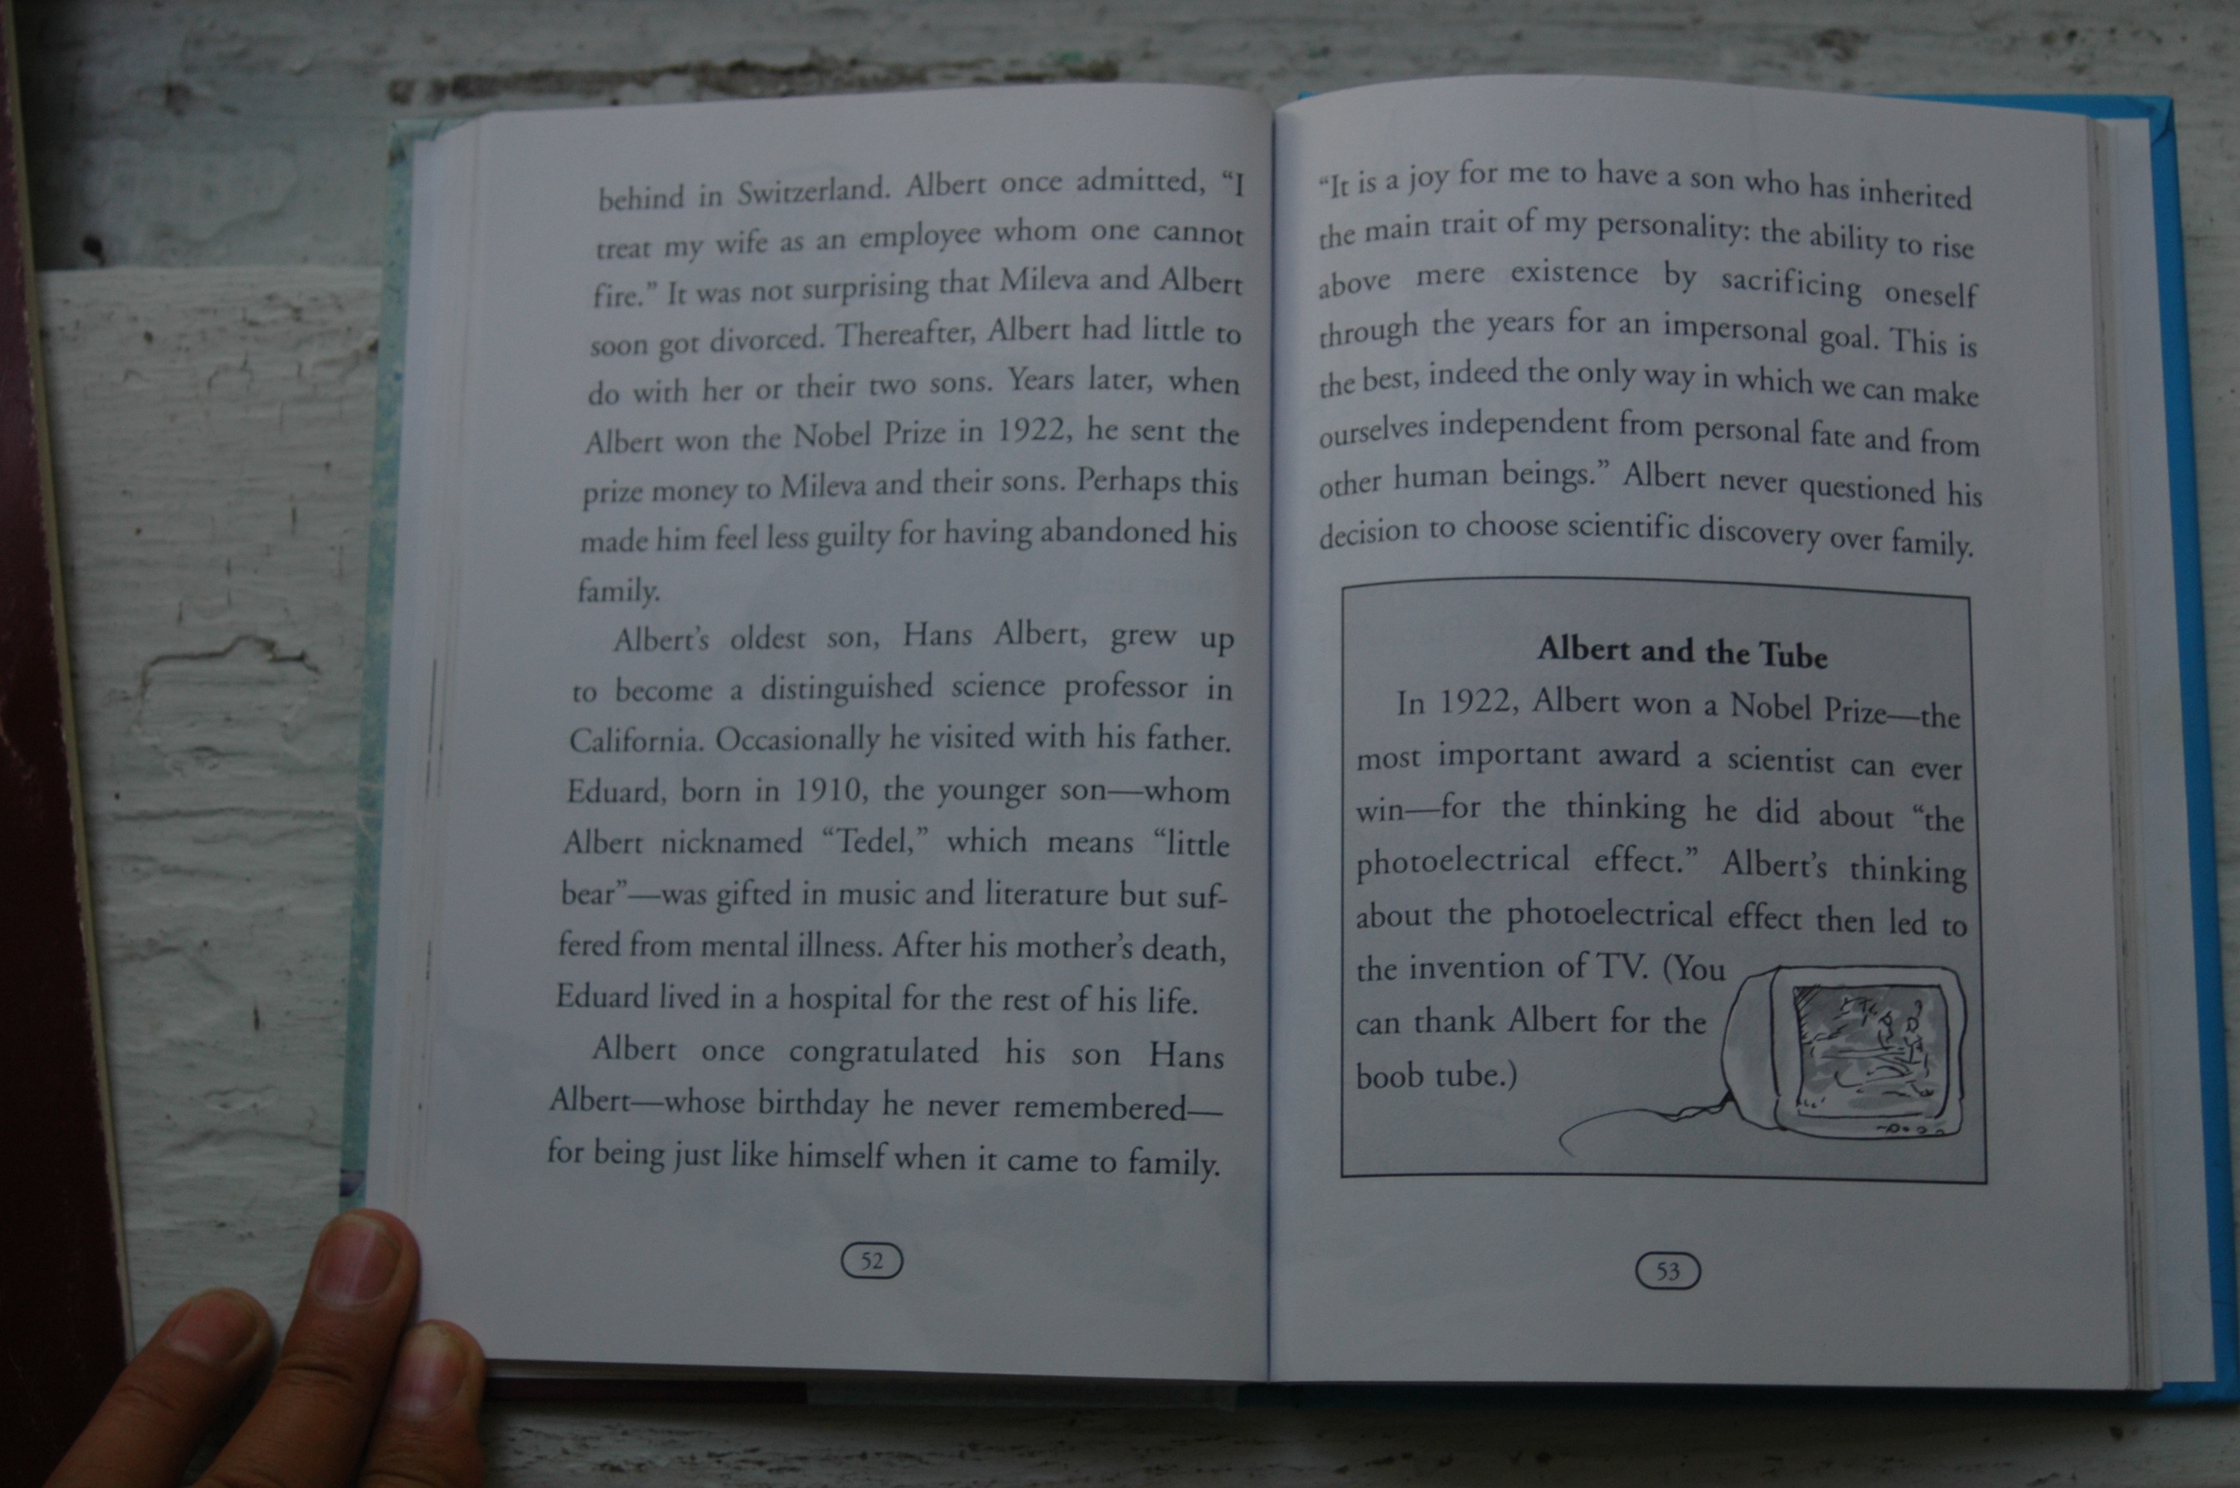 behind in Switzerland. Albert once admitted, “I
treat my wife as an employee whom one cannot
fire.” It was not surprising that Mileva and Albert
soon got divorced. Thereafter, Albert had little to
do with her or their two sons. Years later, when
Albert won the Nobel Prize in 1922, he sent the
prize money to Mileva and their sons. Perhaps this
made him feel less guilty for having abandoned his
family.
Albert’s oldest son, Hans Albert, grew up
to become a distinguished science professor in
California. Occasionally he visited with his father.
Eduard, born in 1910, the younger son—whom
Albert nicknamed “Tedel,” which means “little
bear”—was gifted in music and literature but suf-
fered from mental illness. After his mother’s death,
Eduard lived in a hospital for the rest of his life.
Albert once congratulated his son Hans
Albert—whose birthday he never remembered—
for being just like himself when it came to family.
52
“It is a joy for me to have a son who has inherited
the main trait of my personality: the ability to rise
above mere existence by sacrificing oneself
through the years for an impersonal goal. This is
the best, indeed the only way in which we can make
ourselves independent from personal fate and from
other human beings.” Albert never questioned his
decision to choose scientific discovery over family.
Albert and the Tube
In 1922, Albert won a Nobel Prize—the
most important award a scientist can ever
win—for the thinking he did about “the
photoelectrical effect.” Albert’s thinking
about the photoelectrical effect then led to
the invention of TV. (You
can thank Albert for the
boob tube.)
53